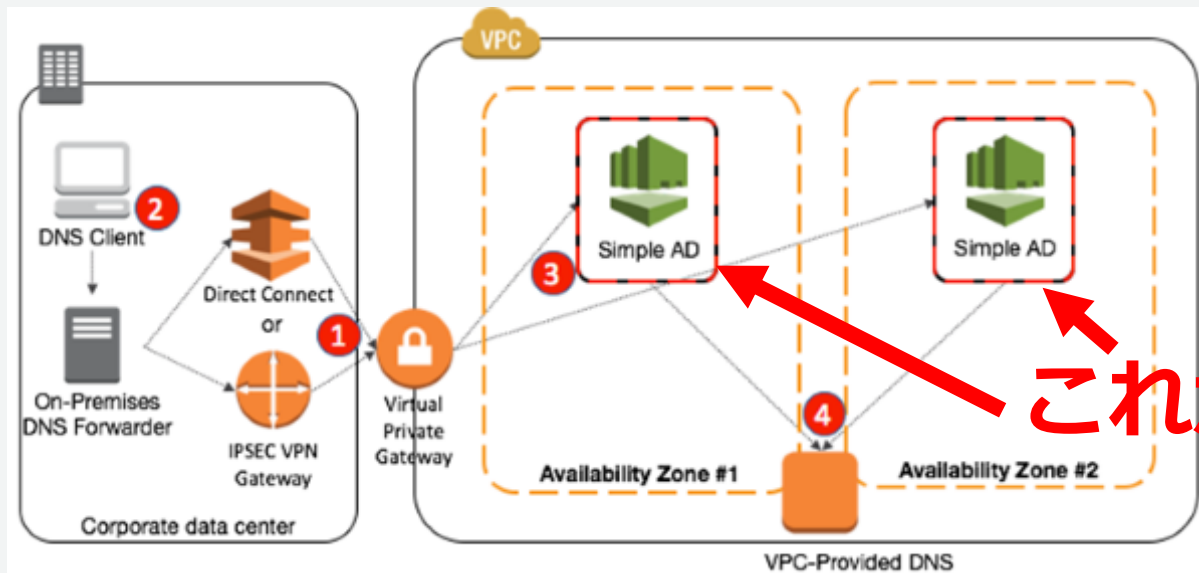 VPC
2
DNS Client
Direct Connect
or
1
On-Premises
DNS Forwarder
IPSEC VPN
Gateway
Corporate data center
Virtual
Private
Gateway
3
Simple AD
Simple AD
これ
4
Availability Zone #1
Availability Zone #2
VPC-Provided DNS